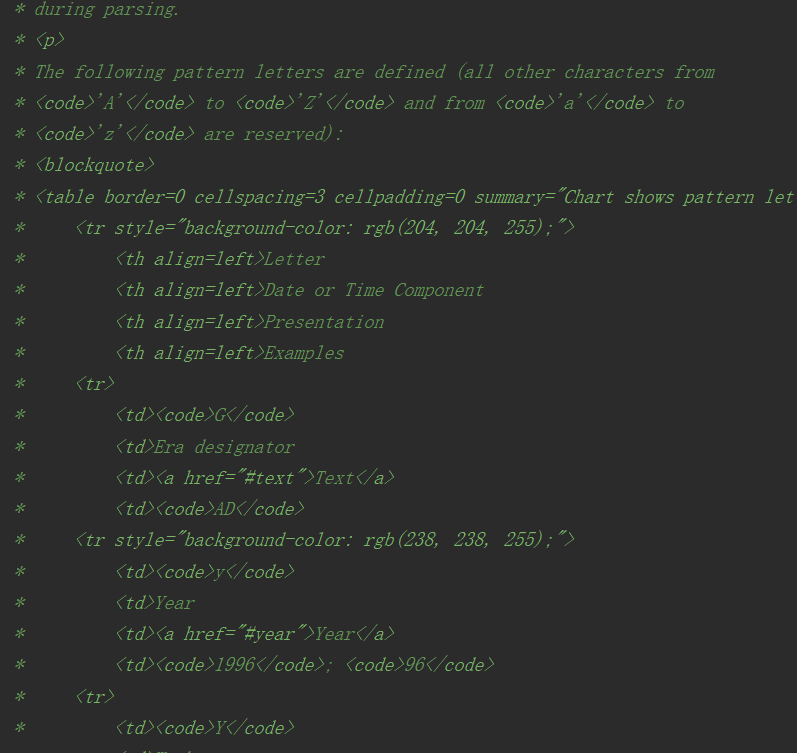 * during parsing.
* <p>
* The following pattern letters are defined (all other characters from
* <code>'A'</code> to <code>'Z'</code> and from <code>'a'</code> to
* <code>'z'</code> are reserved):
* <blockquote>
* <table border=0 cellspacing=3 cellpadding=0 summary="Chart shows pattern let
*     <tr style="background-color: rgb(204, 204, 255);">
*         <th align=left>Letter
*         <th align=left>Date or Time Component
*         <th align=left>Presentation
*         <th align=left>Examples
*     <tr>
*         <td><code>G</code>
*         <td>Era designator
*         <td><a href="#text">Text</a>
*         <td><code>AD</code>
*     <tr style="background-color: rgb(238, 238, 255);">
*         <td><code>y</code>
*         <td>Year
*         <td><a href="#year">Year</a>
*         <td><code>1996</code>; <code>96</code>
*     <tr>
*         <td><code>Y</code>